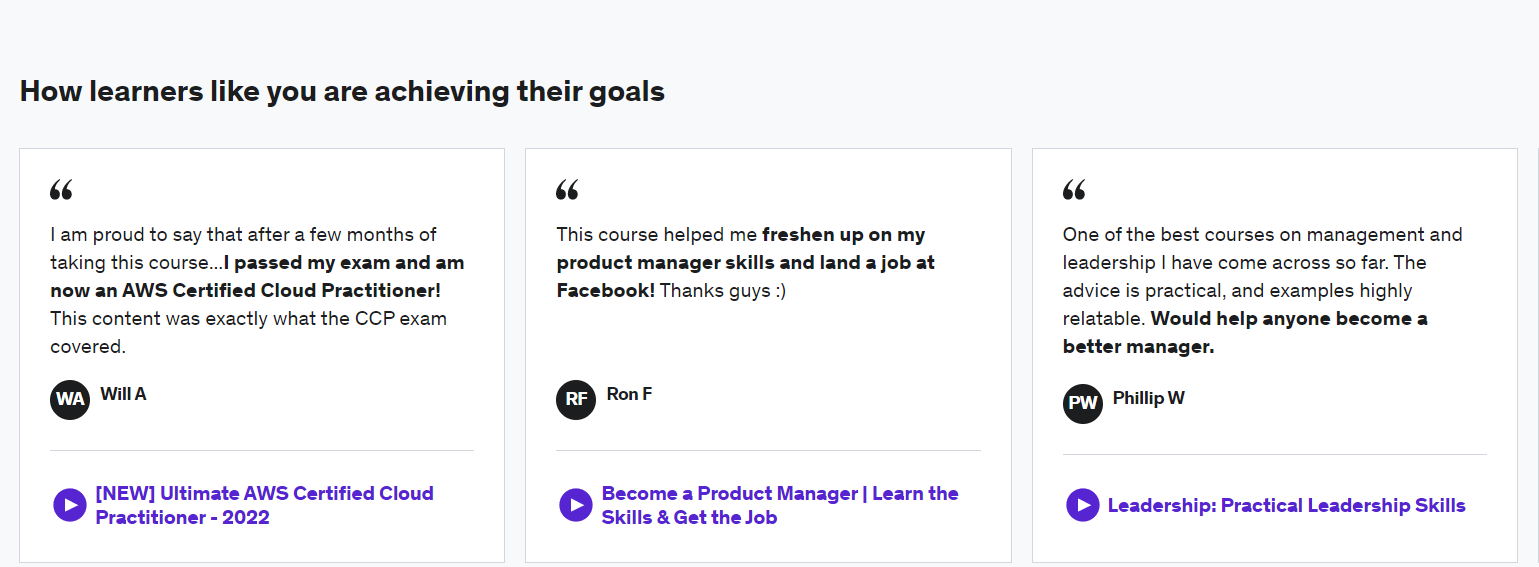 How learners like you are achieving their goals
“
I am proud to say that after a few months of
taking this course...I passed my exam and am
now an AWS Certified Cloud Practitioner!
This content was exactly what the CCP exam
covered.
WA Will A
[NEW] Ultimate AWS Certified Cloud
Practitioner - 2022
“
This course helped me freshen up on my
product manager skills and land a job at
Facebook! Thanks guys :)
RF Ron F
Become a Product Manager | Learn the
Skills & Get the Job
“
One of the best courses on management and
leadership I have come across so far. The
advice is practical, and examples highly
relatable. Would help anyone become a
better manager.
PW Phillip W
Leadership: Practical Leadership Skills